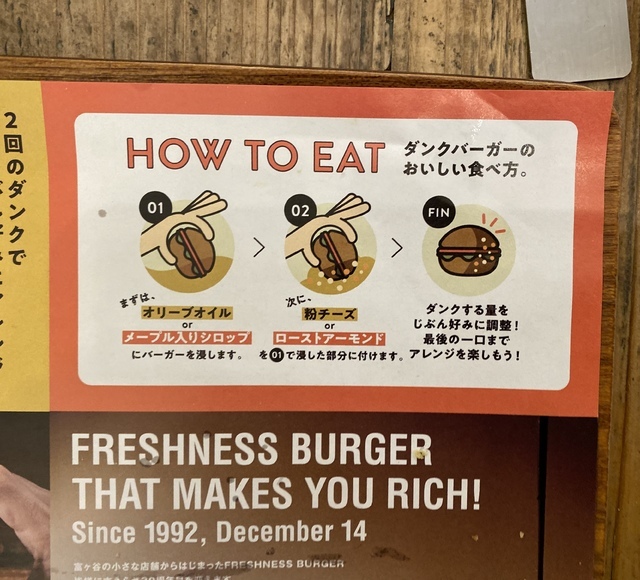 2回のダンクで
HOW TO EAT
ダンクバーガーの
おいしい食べ方。
01
まずは、
オリーブオイル
or
メープル入りシロップ
にバーガーを浸します。
02
次に、
粉チーズ
or
ローストアーモンド
を01で浸した部分に付けます。
FIN
ダンクする量を
じぶん好みに調整!
最後の一口まで
アレンジを楽しもう!
FRESHNESS BURGER
THAT MAKES YOU RICH!
Since 1992, December 14
富ヶ谷の小さな店舗からはじまったFRESHNESS BURGER